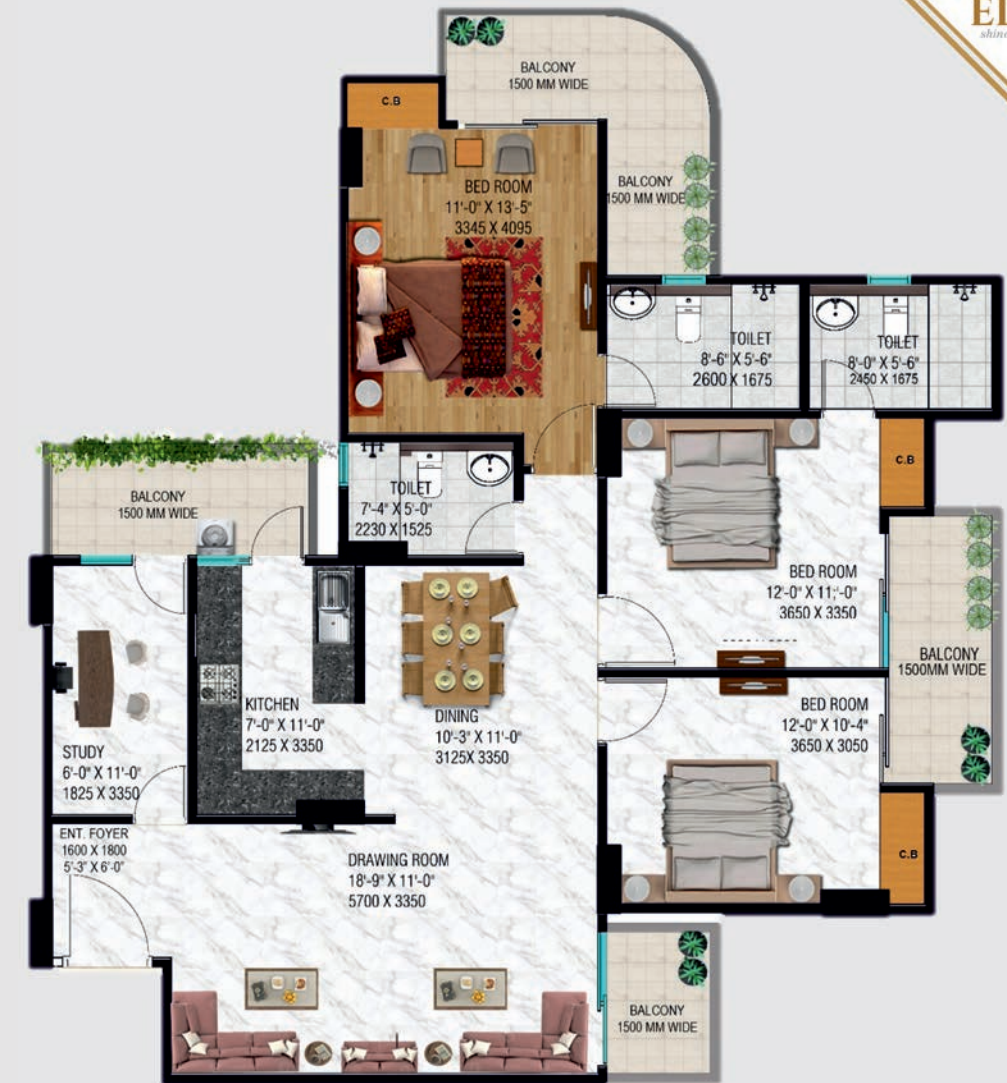 El
shin
BALCONY
1500 MM WIDE
C.B
BALCONY
1500 MM WIDE
BED ROOM
11'-0" X 13'-5"
3345 X 4095
TOILET
8'-6" X 5'-6"
2600 X 1675
TOILET
8'-0" X 5'-6"
2450 X 1675
BALCONY
1500 MM WIDE
TOILET
7'-4" X 5'-0"
2230 X 1525
C.B
BED ROOM
12'-0" X 11;'-0"
3650 X 3350
BALCONY
1500MM WIDE
KITCHEN
7'-0" X 11'-0"
2125 X 3350
DINING
10'-3" X 11'-0"
3125X 3350
BED ROOM
12'-0" X 10'-4"
3650 X 3050
STUDY
6'-0" X 11'-0"
1825 X 3350
ENT. FOYER
1600 X 1800
5'-3" X 6'-0"
DRAWING ROOM
18'-9" X 11'-0"
5700 X 3350
C.B
BALCONY
1500 MM WIDE